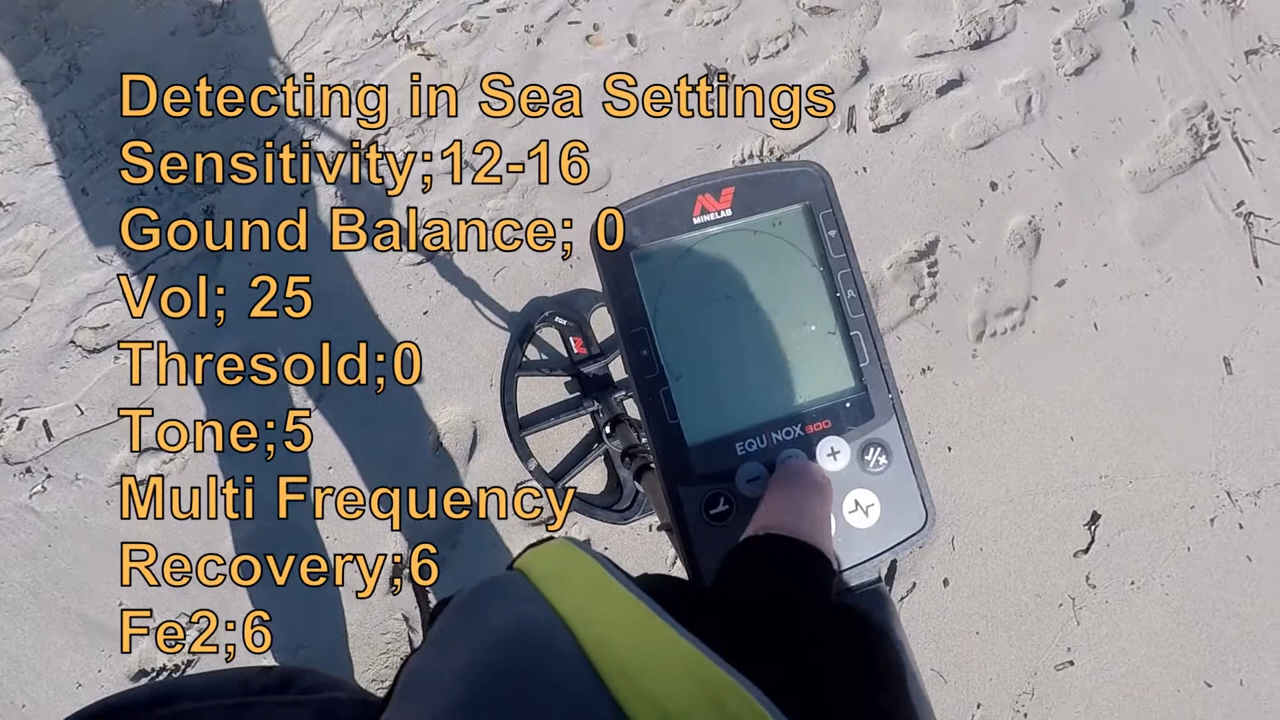 Detecting in Sea Settings
Sensitivity;12-16
Gound Balance; 0
Vol; 25
Thresold;0
Tone;5
Multi Frequency
Recovery;6
Fe2;6
MINELAB
EQUINOX 800
EQX